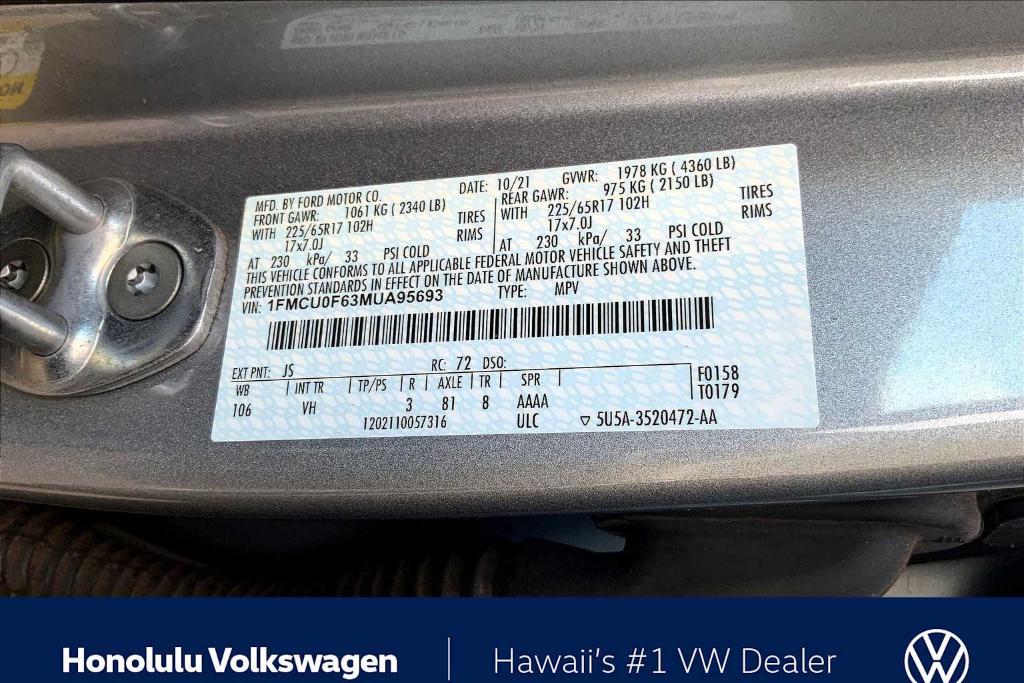 MFD. BY FORD MOTOR CO. DATE: 10/21 GVWR: 1978 KG ( 4360 LB)
FRONT GAWR: 1061 KG ( 2340 LB) REAR GAWR: 975 KG ( 2150 LB)
WITH 225/65R17 102H TIRES WITH 225/65R17 102H TIRES
17x7.0J RIMS 17x7.0J RIMS
AT 230 kPa/ 33 PSI COLD AT 230 kPa/ 33 PSI COLD
THIS VEHICLE CONFORMS TO ALL APPLICABLE FEDERAL MOTOR VEHICLE SAFETY AND THEFT
PREVENTION STANDARDS IN EFFECT ON THE DATE OF MANUFACTURE SHOWN ABOVE.
VIN: 1FMCU0F63MUA95693 TYPE: MPV
EXT PNT: JS RC: 72 DSO:
WB INT TR TP/PS R AXLE TR SPR F0158
106 VH 3 81 8 AAAA T0179
1202110057316 ULC ▽ 5U5A-3520472-AA
Honolulu Volkswagen Hawaii's #1 VW Dealer